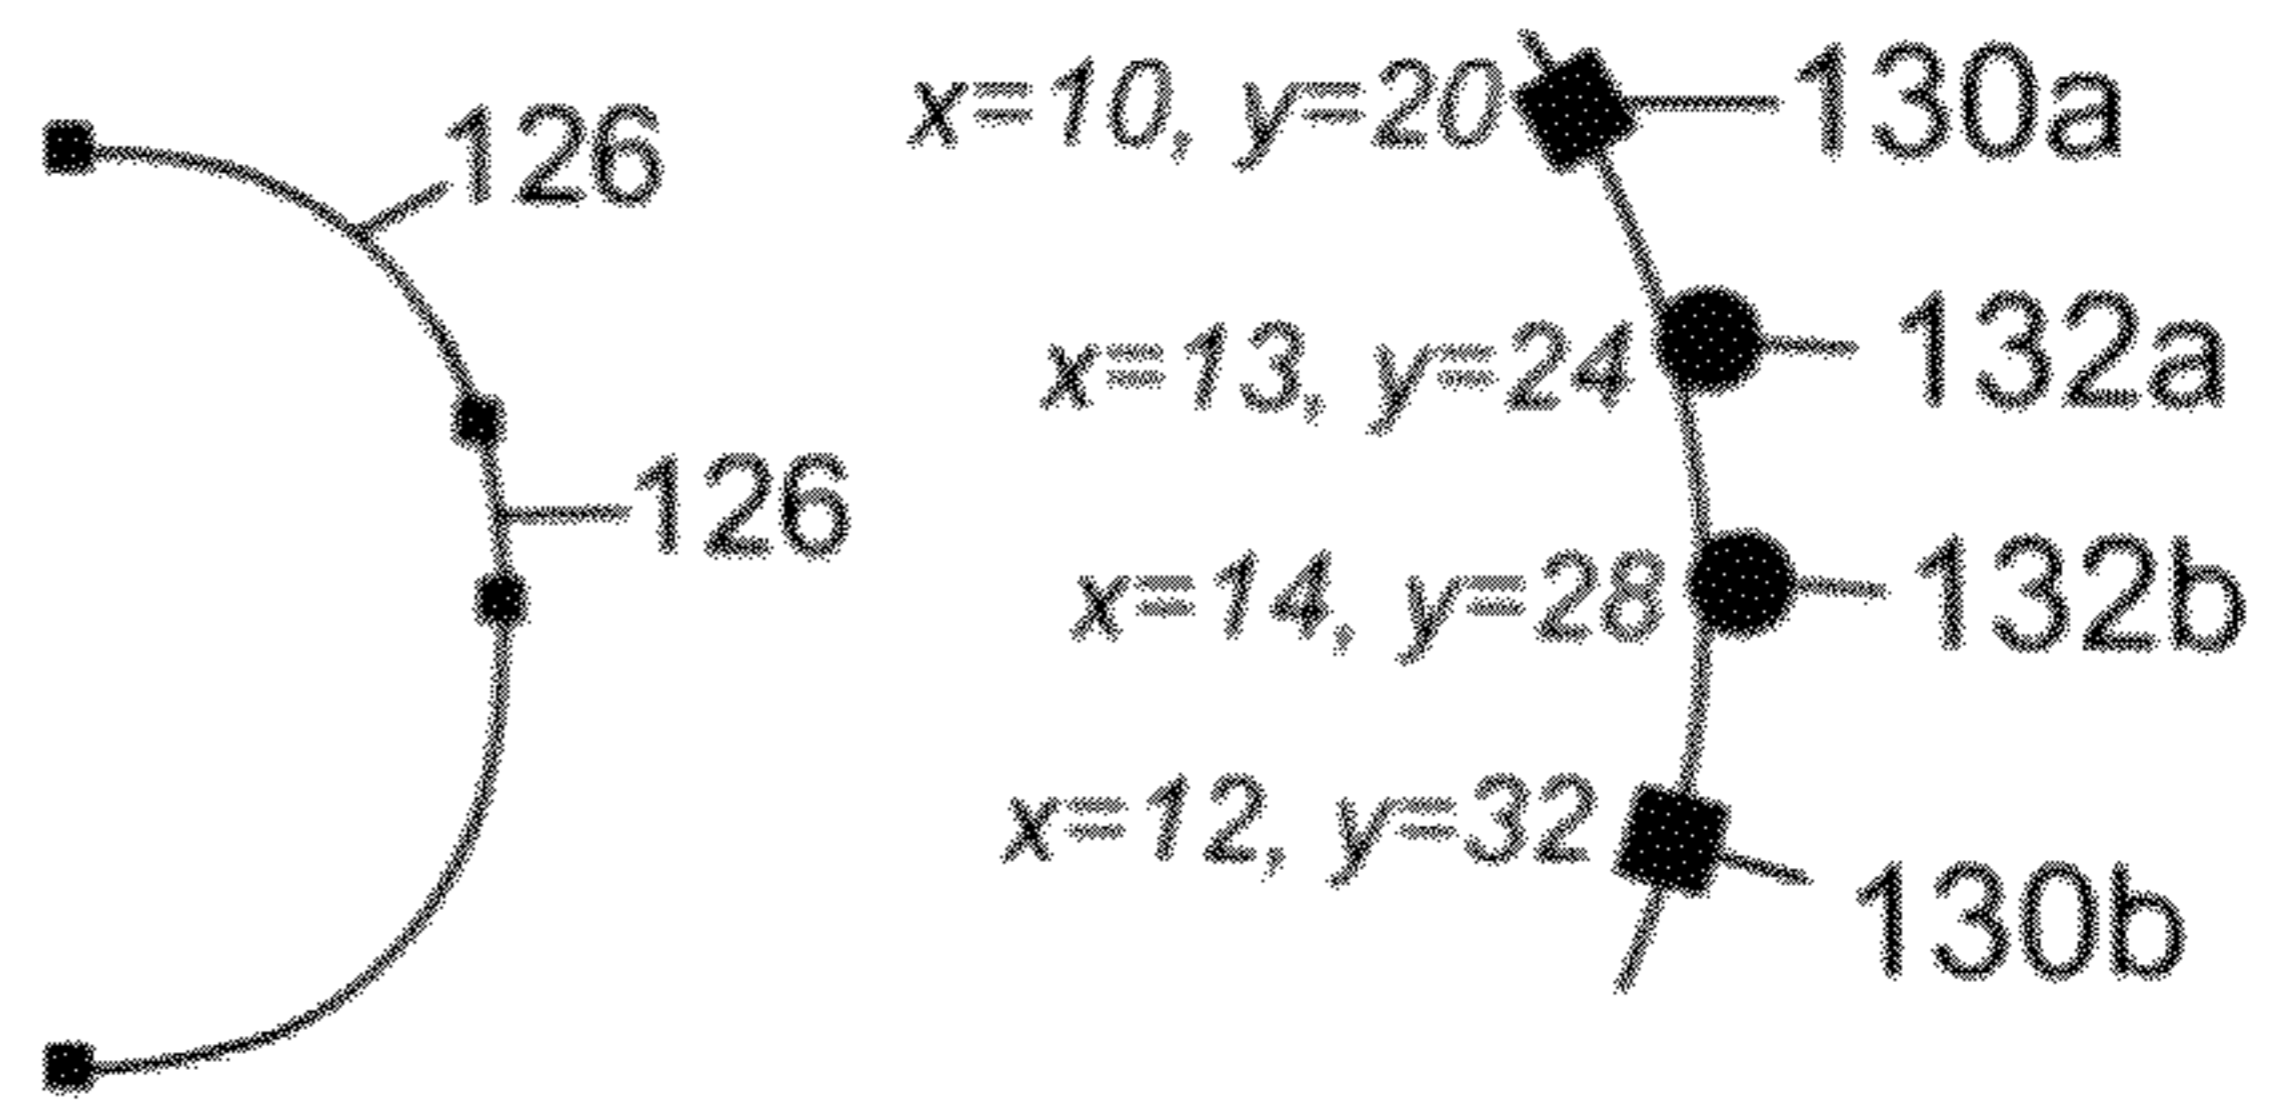 126
126
x=10, y=20 130a
x=13, y=24 132a
x=14, y=28 132b
x=12, y=32 130b